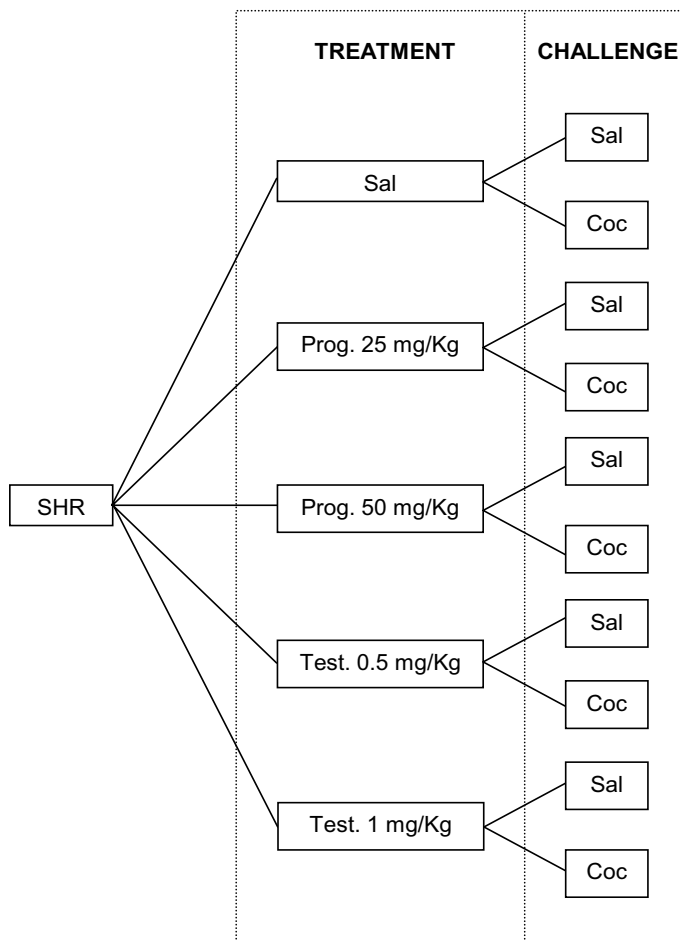 TREATMENT CHALLENGE
Sal
Sal
Coc
Sal
Prog. 25 mg/Kg
Coc
Sal
SHR
Prog. 50 mg/Kg
Coc
Sal
Test. 0.5 mg/Kg
Coc
Sal
Test. 1 mg/Kg
Coc